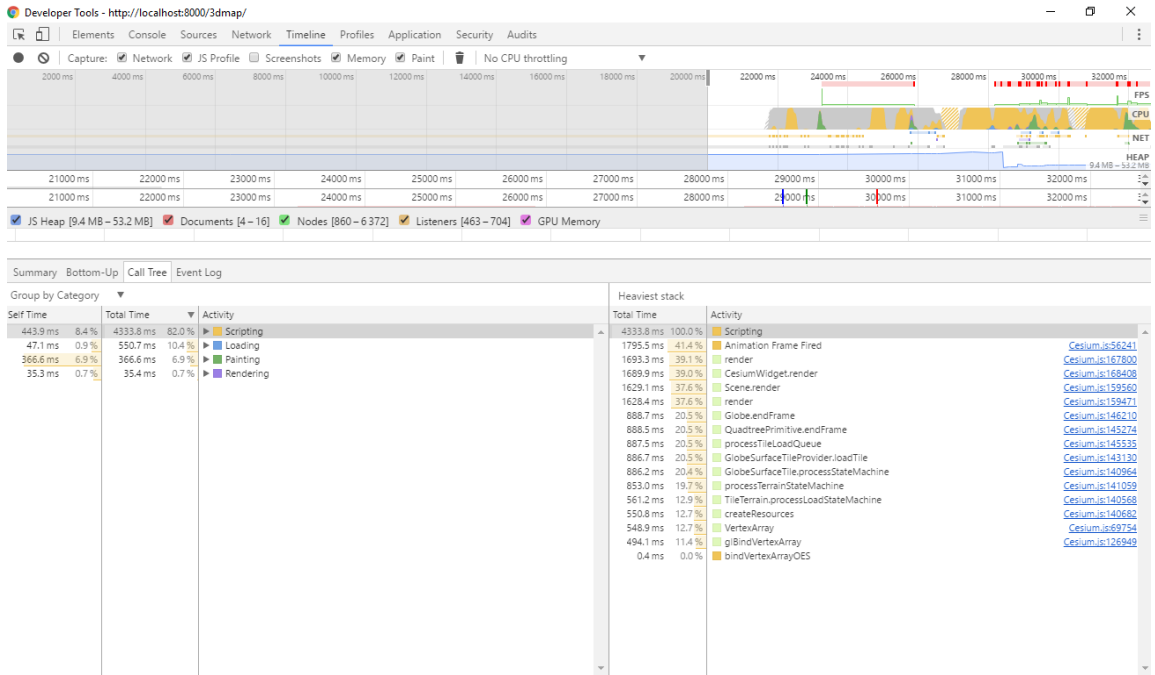 Developer Tools - http://localhost:8000/3dmap/
Elements Console Sources Network Timeline Profiles Application Security Audits
Capture: Network JS Profile Screenshots Memory Paint No CPU throttling ▼
2000 ms 4000 ms 6000 ms 8000 ms 10000 ms 12000 ms 14000 ms 16000 ms 18000 ms 20000 ms 22000 ms 24000 ms 26000 ms 28000 ms 30000 ms 32000 ms
FPS
CPU
NET
HEAP
9.4 MB – 53.2 MB
21000 ms 22000 ms 23000 ms 24000 ms 25000 ms 26000 ms 27000 ms 28000 ms 29000 ms 30000 ms 31000 ms 32000 ms
21000 ms 22000 ms 23000 ms 24000 ms 25000 ms 26000 ms 27000 ms 28000 ms 29000 ms 30000 ms 31000 ms 32000 ms
JS Heap [9.4 MB – 53.2 MB] Documents [4 – 16] Nodes [860 – 6 372] Listeners [463 – 704] GPU Memory
Summary Bottom-Up Call Tree Event Log
Group by Category ▼
Self Time Total Time ▼ Activity
443.9 ms 8.4 % 4333.8 ms 82.0 % ▶ Scripting
47.1 ms 0.9 % 550.7 ms 10.4 % ▶ Loading
366.6 ms 6.9 % 366.6 ms 6.9 % ▶ Painting
35.3 ms 0.7 % 35.4 ms 0.7 % ▶ Rendering
Heaviest stack
Total Time Activity
4333.8 ms 100.0 % Scripting
1795.5 ms 41.4 % Animation Frame Fired Cesium.js:56241
1693.3 ms 39.1 % render Cesium.js:167800
1689.9 ms 39.0 % CesiumWidget.render Cesium.js:168408
1629.1 ms 37.6 % Scene.render Cesium.js:159560
1628.4 ms 37.6 % render Cesium.js:159471
888.7 ms 20.5 % Globe.endFrame Cesium.js:146210
888.5 ms 20.5 % QuadtreePrimitive.endFrame Cesium.js:145274
887.5 ms 20.5 % processTileLoadQueue Cesium.js:145535
886.7 ms 20.5 % GlobeSurfaceTileProvider.loadTile Cesium.js:143130
886.2 ms 20.4 % GlobeSurfaceTile.processStateMachine Cesium.js:140964
853.0 ms 19.7 % processTerrainStateMachine Cesium.js:141059
561.2 ms 12.9 % TileTerrain.processLoadStateMachine Cesium.js:140568
550.8 ms 12.7 % createResources Cesium.js:140682
548.9 ms 12.7 % VertexArray Cesium.js:69754
494.1 ms 11.4 % glBindVertexArray Cesium.js:126949
0.4 ms 0.0 % bindVertexArrayOES